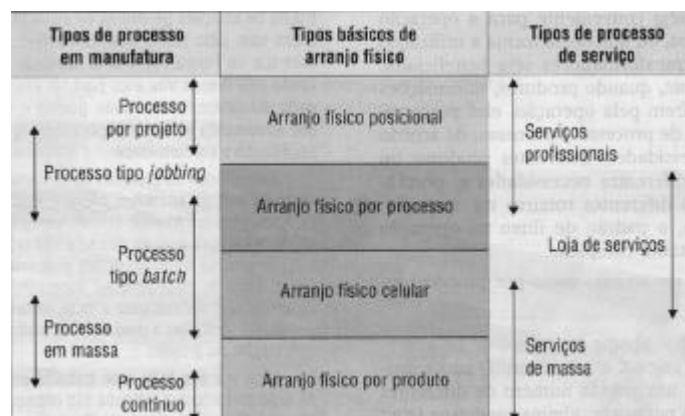 Tipos de processo
em manufatura
Tipos básicos de
arranjo físico
Tipos de processo
de serviço
Processo
por projeto
Processo tipo jobbing
Processo
tipo batch
Processo
em massa
Processo
contínuo
Arranjo físico posicional
Arranjo físico por processo
Arranjo físico celular
Arranjo físico por produto
Serviços
profissionais
Loja de serviços
Serviços
de massa